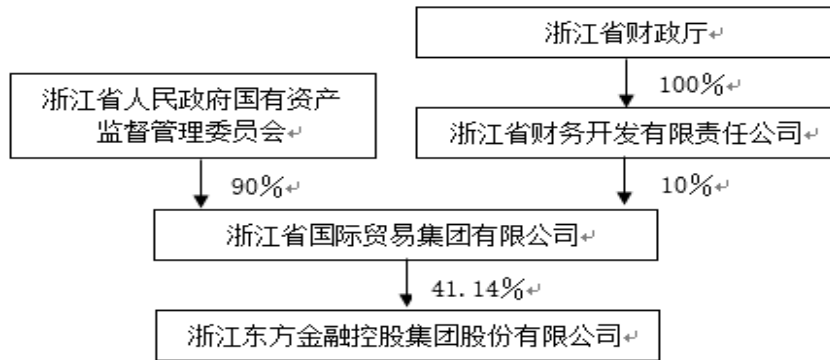 浙江省财政厅
100%
浙江省人民政府国有资产
监督管理委员会
浙江省财务开发有限责任公司
90%
10%
浙江省国际贸易集团有限公司
41.14%
浙江东方金融控股集团股份有限公司